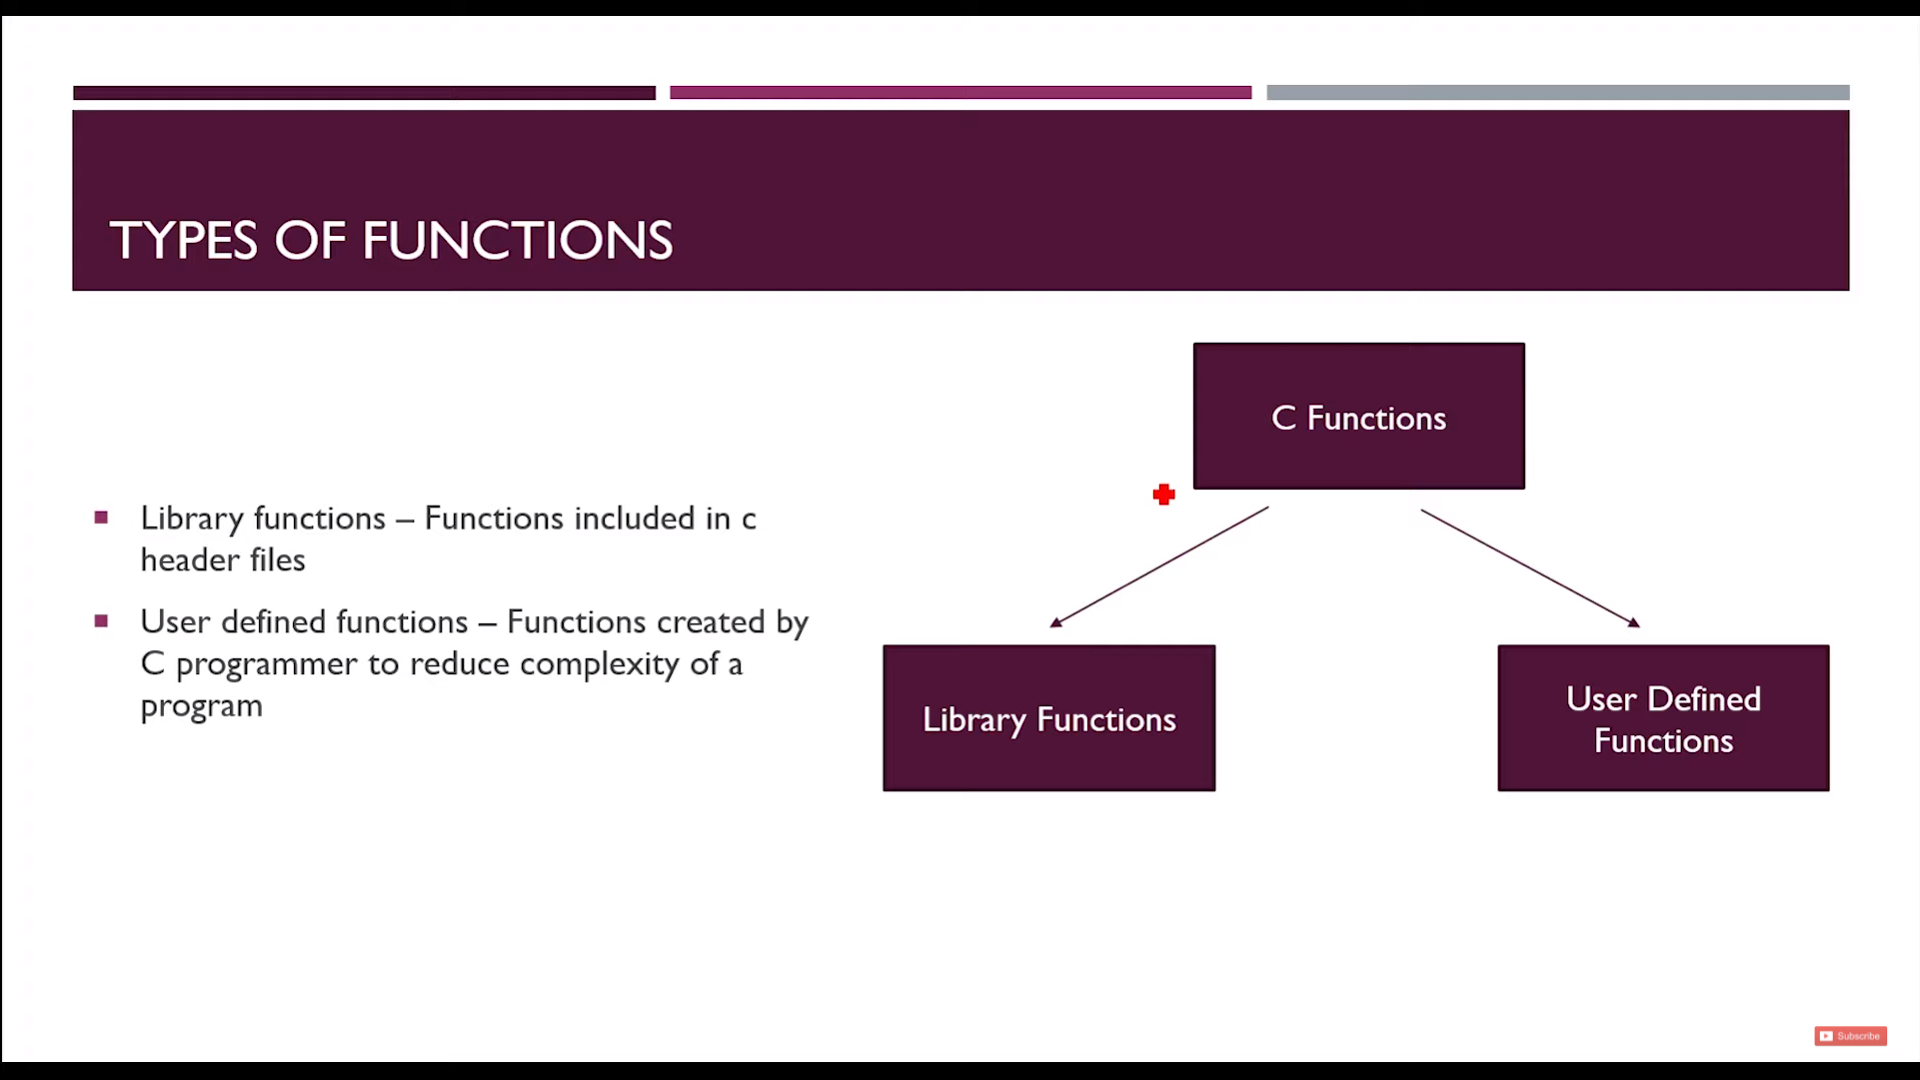 TYPES OF FUNCTIONS
Library functions – Functions included in c
header files
User defined functions – Functions created by
C programmer to reduce complexity of a
program
C Functions
Library Functions
User Defined
Functions
Subscribe